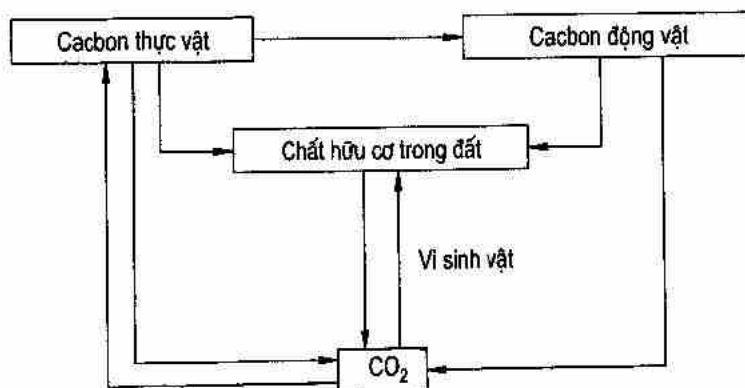 Cacbon thực vật
Cacbon động vật
Chất hữu cơ trong đất
Vi sinh vật
CO₂